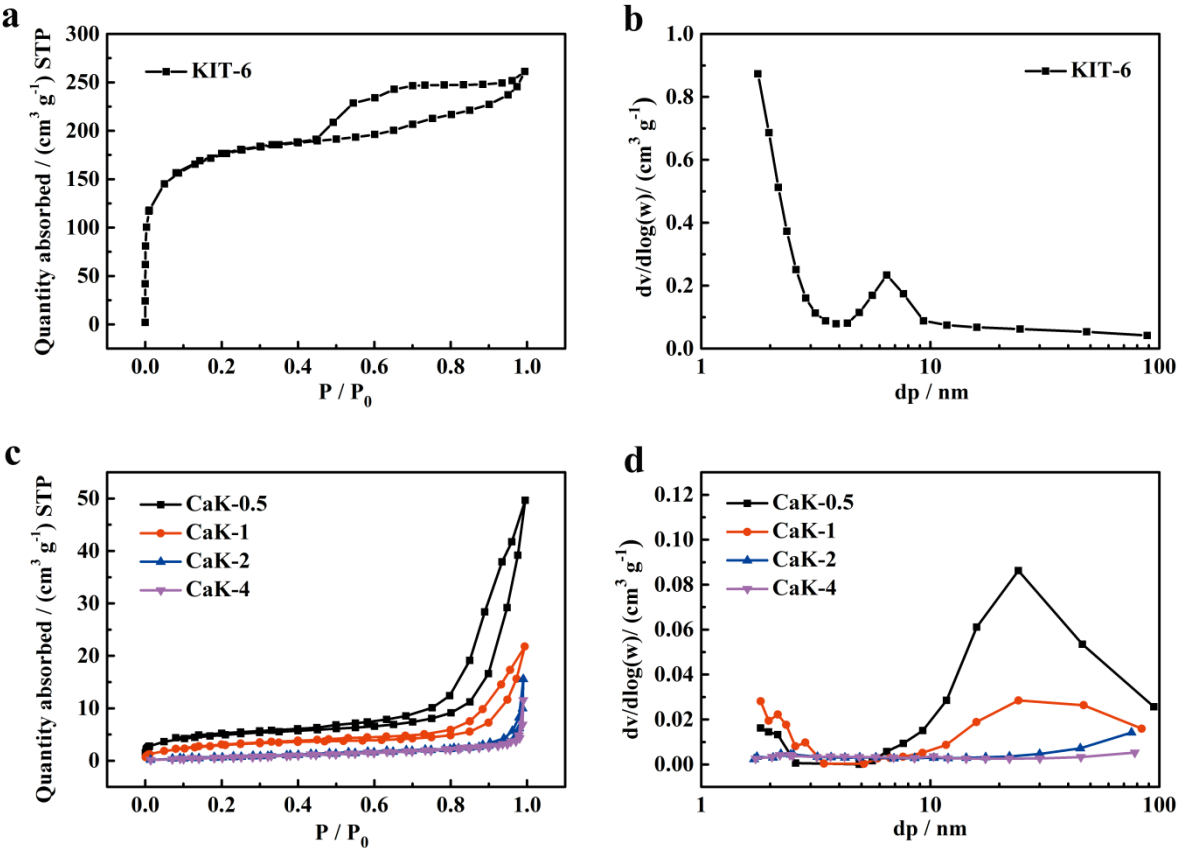 a
Quantity absorbed / (cm³ g⁻¹) STP
300
250
200
150
100
50
0
KIT-6
0.0 0.2 0.4 0.6 0.8 1.0
P / P₀
b
dv/dlog(w)/ (cm³ g⁻¹)
1.0
0.8
0.6
0.4
0.2
0.0
KIT-6
1 10 100
dp / nm
c
Quantity absorbed / (cm³ g⁻¹) STP
50
40
30
20
10
0
CaK-0.5
CaK-1
CaK-2
CaK-4
0.0 0.2 0.4 0.6 0.8 1.0
P / P₀
d
dv/dlog(w)/ (cm³ g⁻¹)
0.12
0.10
0.08
0.06
0.04
0.02
0.00
CaK-0.5
CaK-1
CaK-2
CaK-4
1 10 100
dp / nm